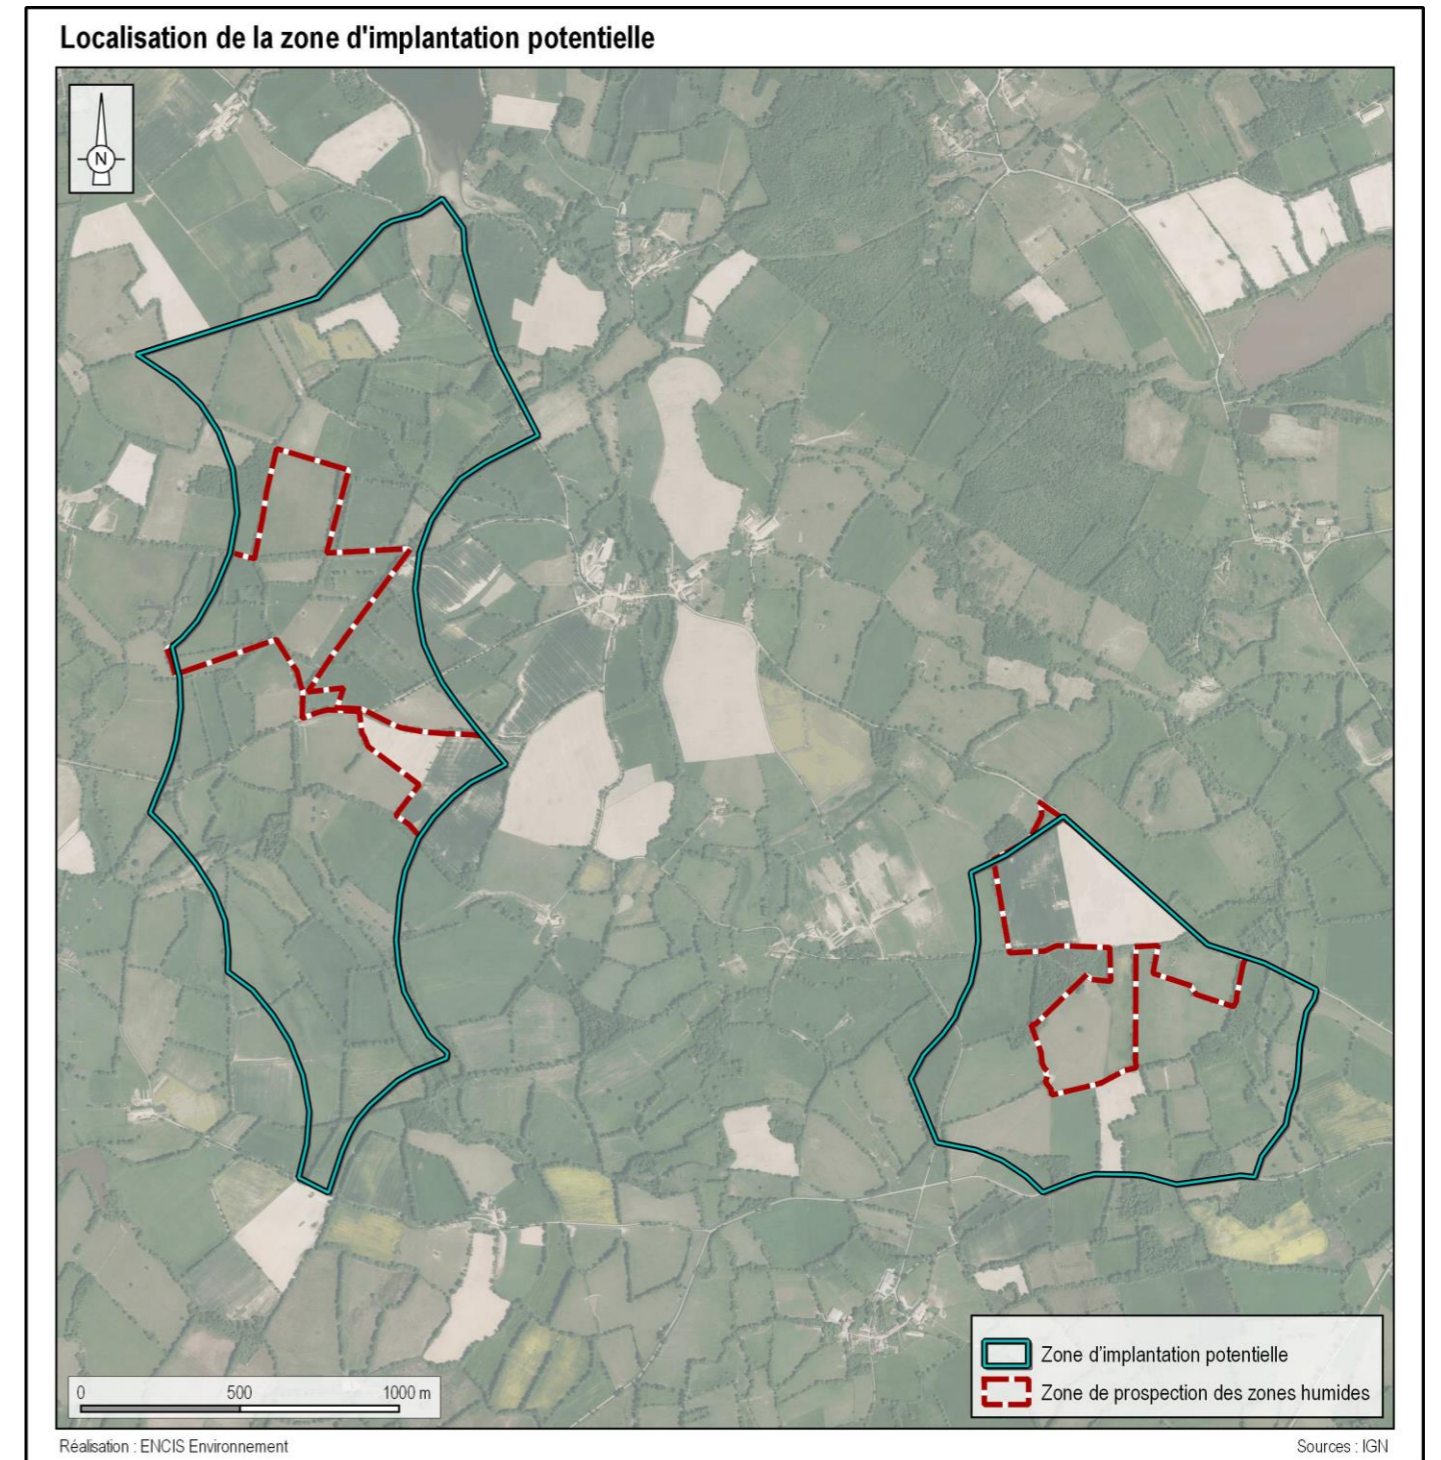 Localisation de la zone d'implantation potentielle
N
0 500 1000 m
Zone d'implantation potentielle
Zone de prospection des zones humides
Réalisation : ENCIS Environnement
Sources : IGN